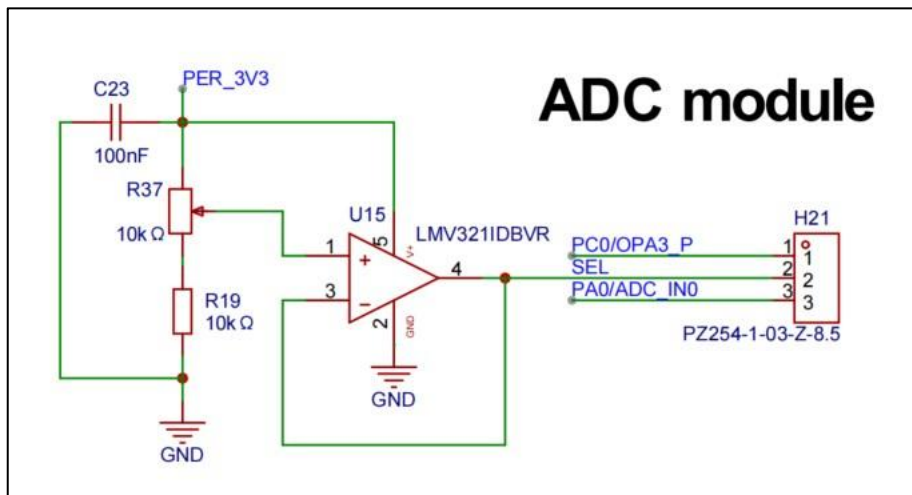 PER_3V3
C23
100nF
ADC module
R37
10kΩ
R19
10kΩ
GND
U15
LMV321IDBVR
1
+
3
−
5
V+
4
2
GND
GND
PC0/OPA3_P
SEL
PA0/ADC_IN0
H21
1
1
2
2
3
3
PZ254-1-03-Z-8.5